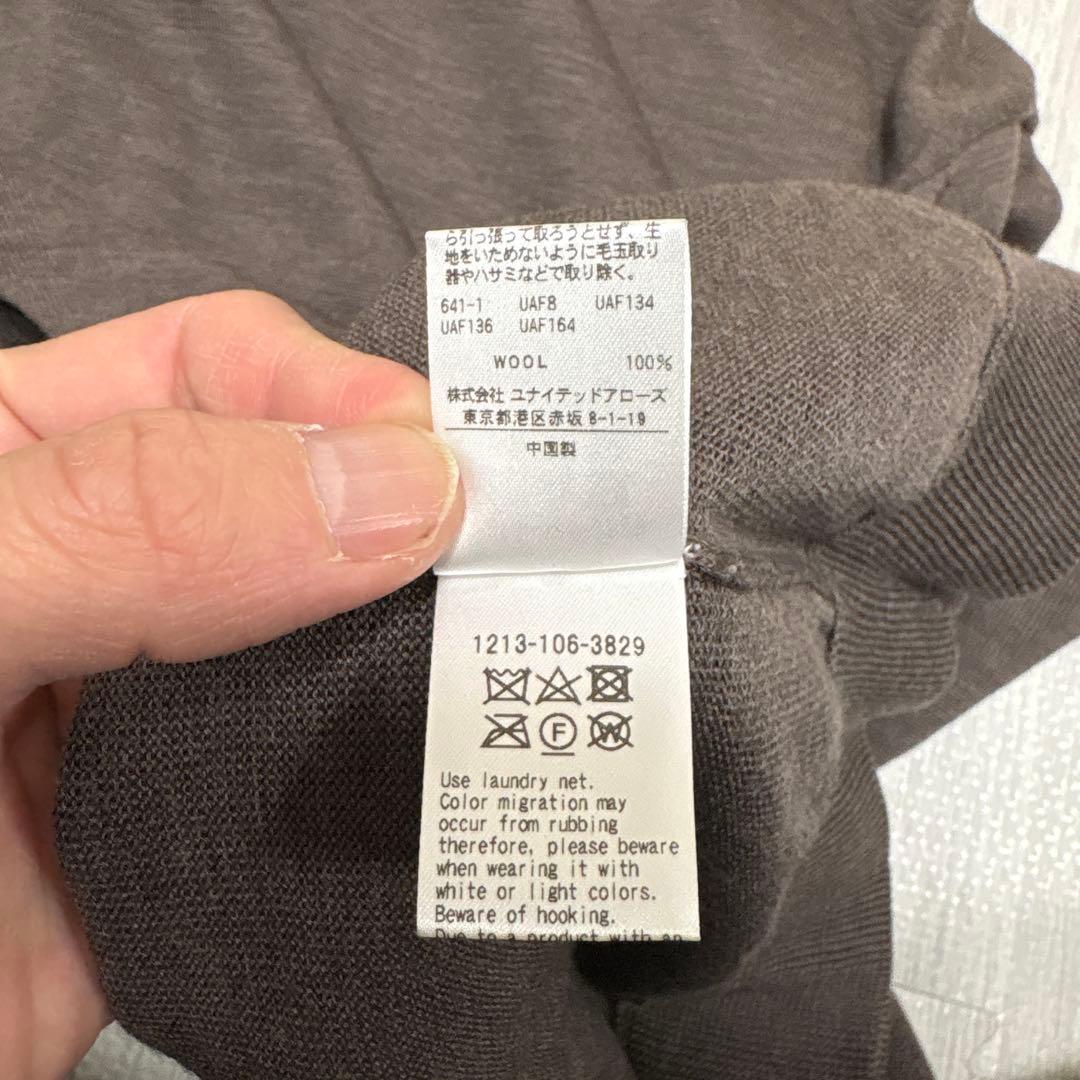 ら引っ張って取ろうとせず、生
地をいためないように毛玉取り
器やハサミなどで取り除く。
641-1 UAF8 UAF134
UAF136 UAF164
WOOL 100%
株式会社 ユナイテッドアローズ
東京都港区赤坂 8-1-19
中国製
1213-106-3829
F
W
Use laundry net.
Color migration may
occur from rubbing
therefore, please beware
when wearing it with
white or light colors.
Beware of hooking.
Due to a product with an